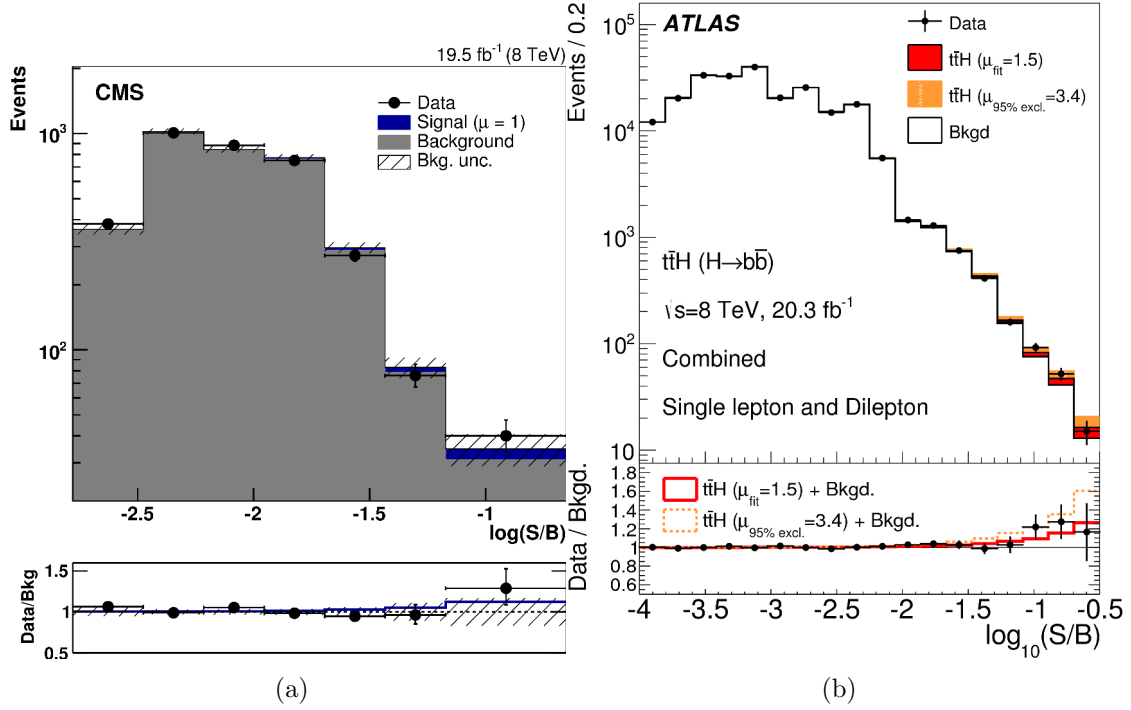 19.5 fb⁻¹ (8 TeV)
CMS
Events
Data
Signal (μ = 1)
Background
Bkg. unc.
10³
10²
-2.5 -2 -1.5 -1
log(S/B)
Data/Bkg
1.5
1
0.5
(a)
ATLAS
Events / 0.2
Data
tt̄H (μ_fit=1.5)
tt̄H (μ_95% excl.=3.4)
Bkgd
10⁵
10⁴
10³
10²
10
tt̄H (H→bb̄)
√s=8 TeV, 20.3 fb⁻¹
Combined
Single lepton and Dilepton
Data / Bkgd.
tt̄H (μ_fit=1.5) + Bkgd.
tt̄H (μ_95% excl.=3.4) + Bkgd.
1.8
1.6
1.4
1.2
1
0.8
0.6
-4 -3.5 -3 -2.5 -2 -1.5 -1 -0.5
log₁₀(S/B)
(b)